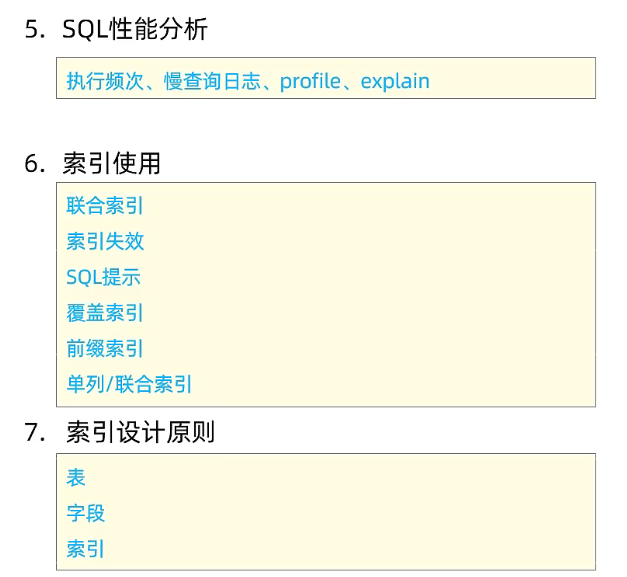 5. SQL性能分析
执行频次、慢查询日志、profile、explain
6. 索引使用
联合索引
索引失效
SQL提示
覆盖索引
前缀索引
单列/联合索引
7. 索引设计原则
表
字段
索引